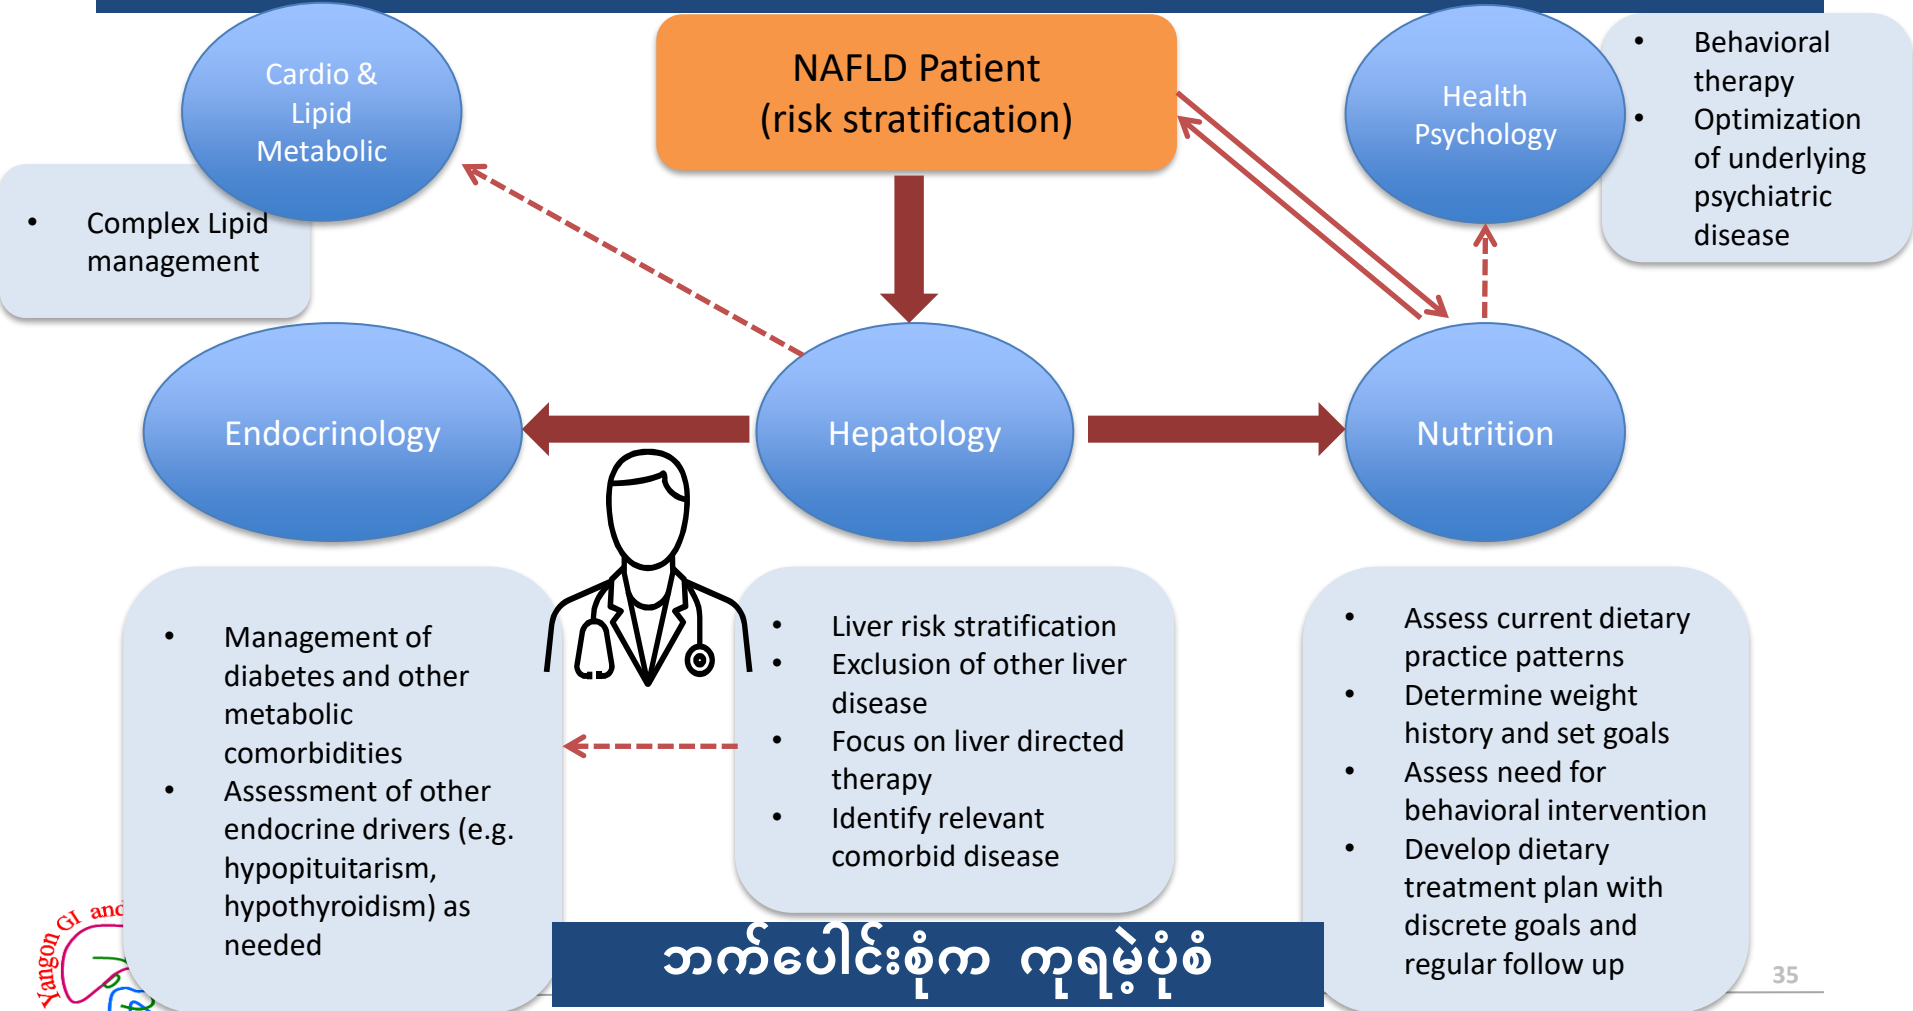 Cardio &
Lipid
Metabolic
NAFLD Patient
(risk stratification)
Health
Psychology
• Behavioral
therapy
• Optimization
of underlying
psychiatric
disease
• Complex Lipid
management
Endocrinology
Hepatology
Nutrition
• Management of
diabetes and other
metabolic
comorbidities
• Assessment of other
endocrine drivers (e.g.
hypopituitarism,
hypothyroidism) as
needed
• Liver risk stratification
• Exclusion of other liver
disease
• Focus on liver directed
therapy
• Identify relevant
comorbid disease
• Assess current dietary
practice patterns
• Determine weight
history and set goals
• Assess need for
behavioral intervention
• Develop dietary
treatment plan with
discrete goals and
regular follow up
Yangon GI and
ဘက်ပေါင်းစုံက ကုရမဲ့ပုံစံ
35